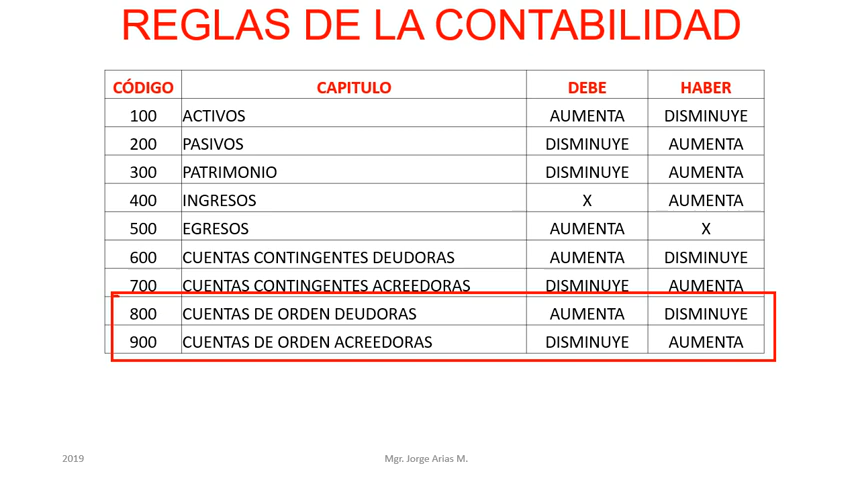 REGLAS DE LA CONTABILIDAD
CÓDIGO CAPITULO DEBE HABER
100 ACTIVOS AUMENTA DISMINUYE
200 PASIVOS DISMINUYE AUMENTA
300 PATRIMONIO DISMINUYE AUMENTA
400 INGRESOS X AUMENTA
500 EGRESOS AUMENTA X
600 CUENTAS CONTINGENTES DEUDORAS AUMENTA DISMINUYE
700 CUENTAS CONTINGENTES ACREEDORAS DISMINUYE AUMENTA
800 CUENTAS DE ORDEN DEUDORAS AUMENTA DISMINUYE
900 CUENTAS DE ORDEN ACREEDORAS DISMINUYE AUMENTA
2019 Mgr. Jorge Arias M.